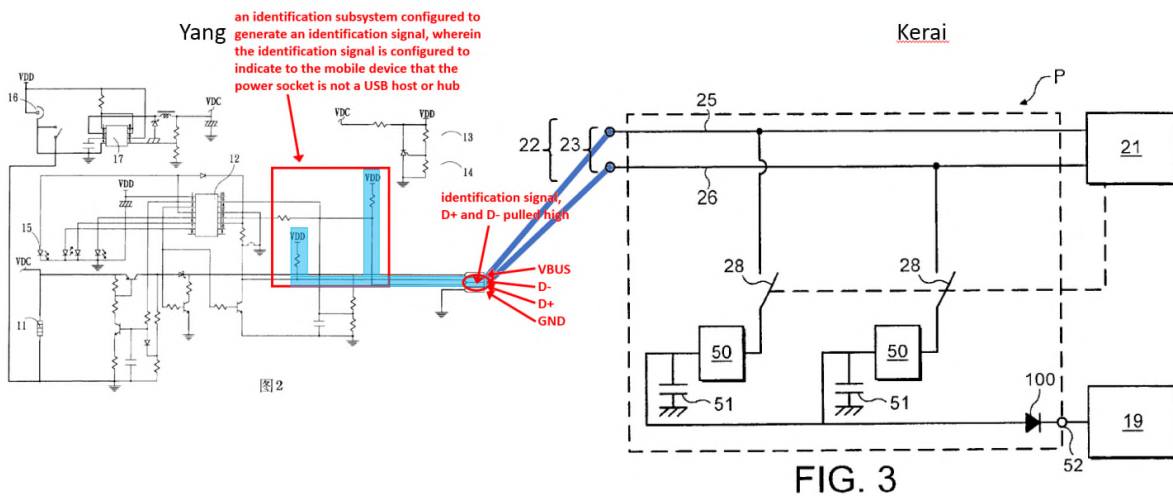 Yang
an identification subsystem configured to
generate an identification signal, wherein
the identification signal is configured to
indicate to the mobile device that the
power socket is not a USB host or hub
Kerai
P
VDD
16
VDC
17
VDC
VDD
13
14
12
VDD
VDD
VDD
15
VDC
11
identification signal,
D+ and D- pulled high
VBUS
D-
D+
GND
图2
25
22
23
26
21
28
28
50
50
51
51
100
52
19
FIG. 3